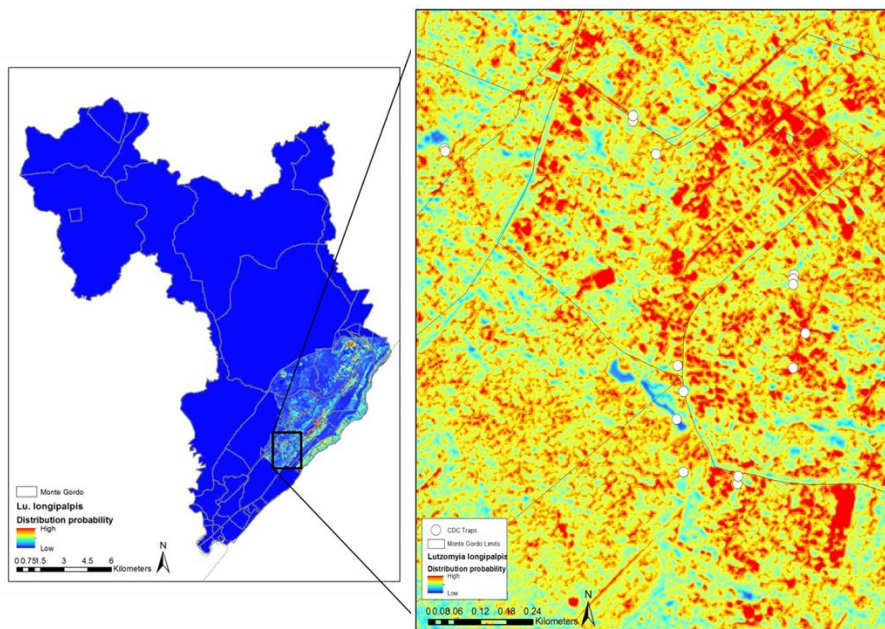 Monte Gordo
Lu. longipalpis
Distribution probability
High
Low
0 0.751.5 3 4.5 6
Kilometers
N
CDC Traps
Monte Gordo Limits
Lutzomyia longipalpis
Distribution probability
High
Low
0 0.03 0.06 0.12 0.18 0.24
Kilometers
N